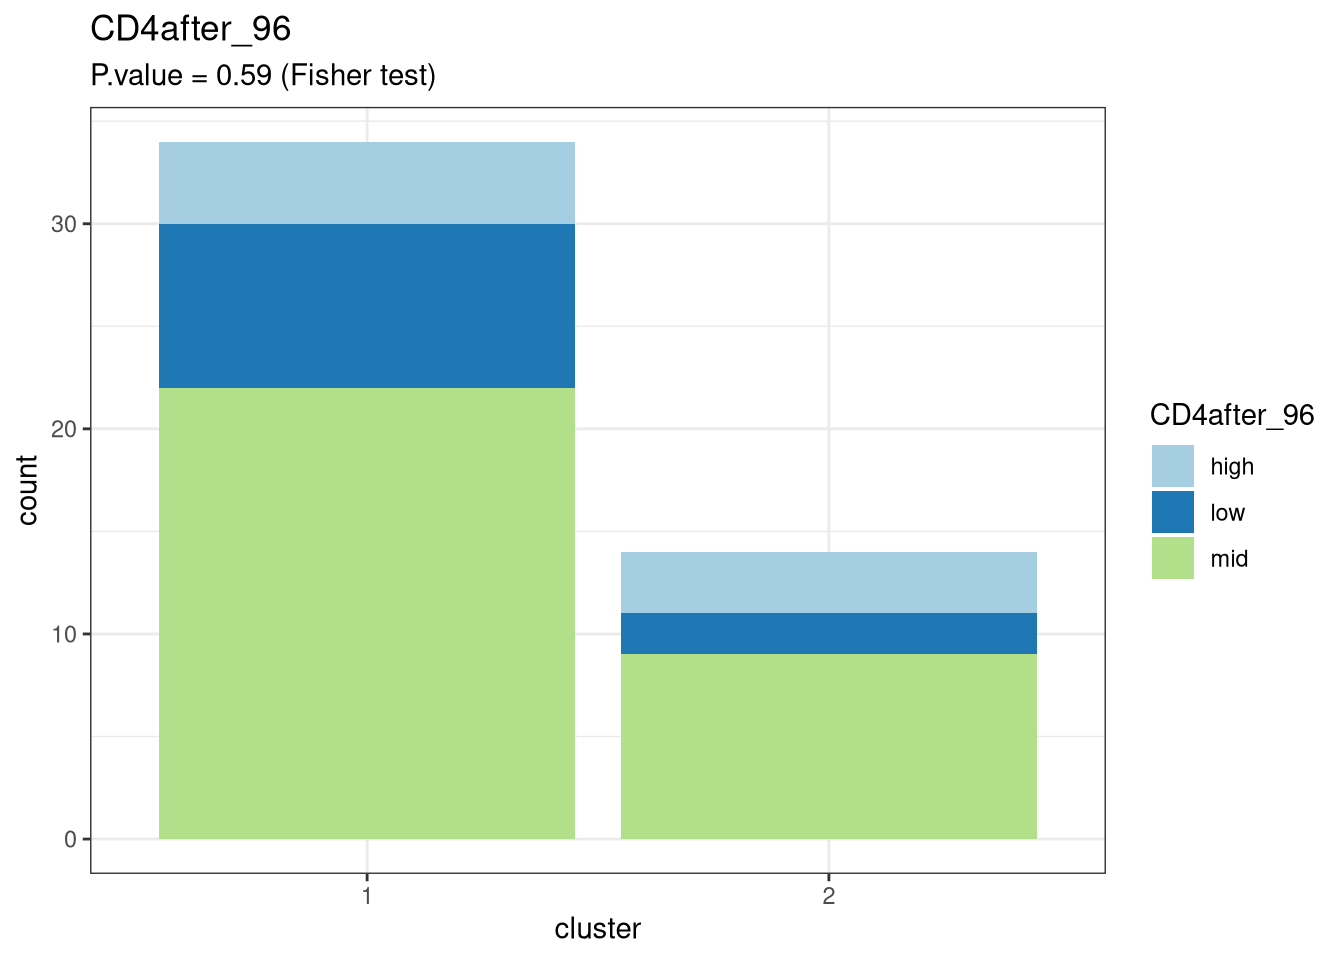 CD4after_96
P.value = 0.59 (Fisher test)
30
20
10
0
count
1
2
cluster
CD4after_96
high
low
mid